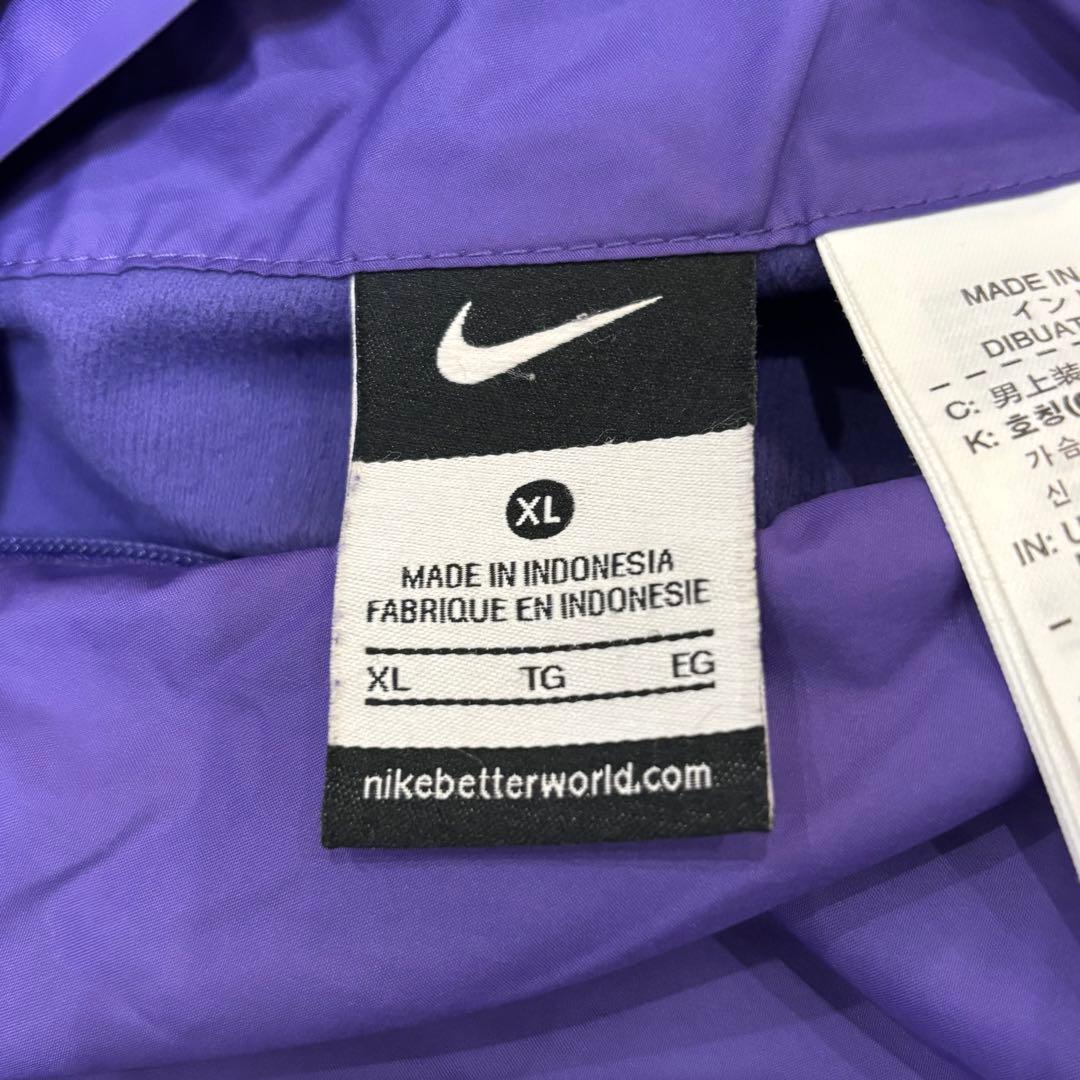 XL
MADE IN INDONESIA
FABRIQUE EN INDONESIE
XL TG EG
nikebetterworld.com
MADE IN
インド
DIBUAT
C: 男上装
K: 호칭(
가슴
신
IN: U